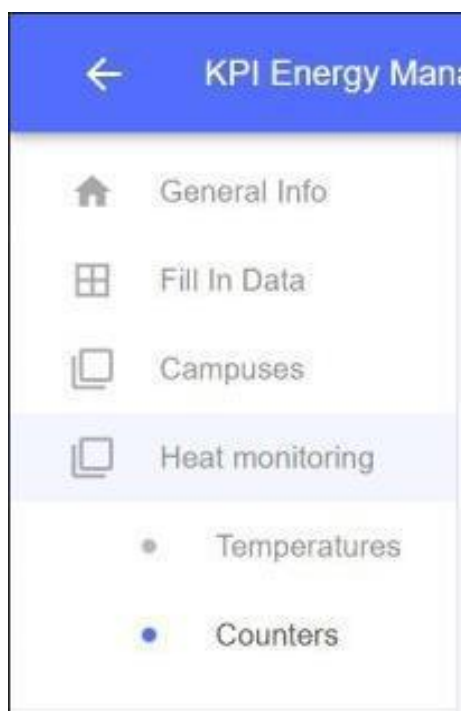 KPI Energy Mana
General Info
Fill In Data
Campuses
Heat monitoring
Temperatures
Counters